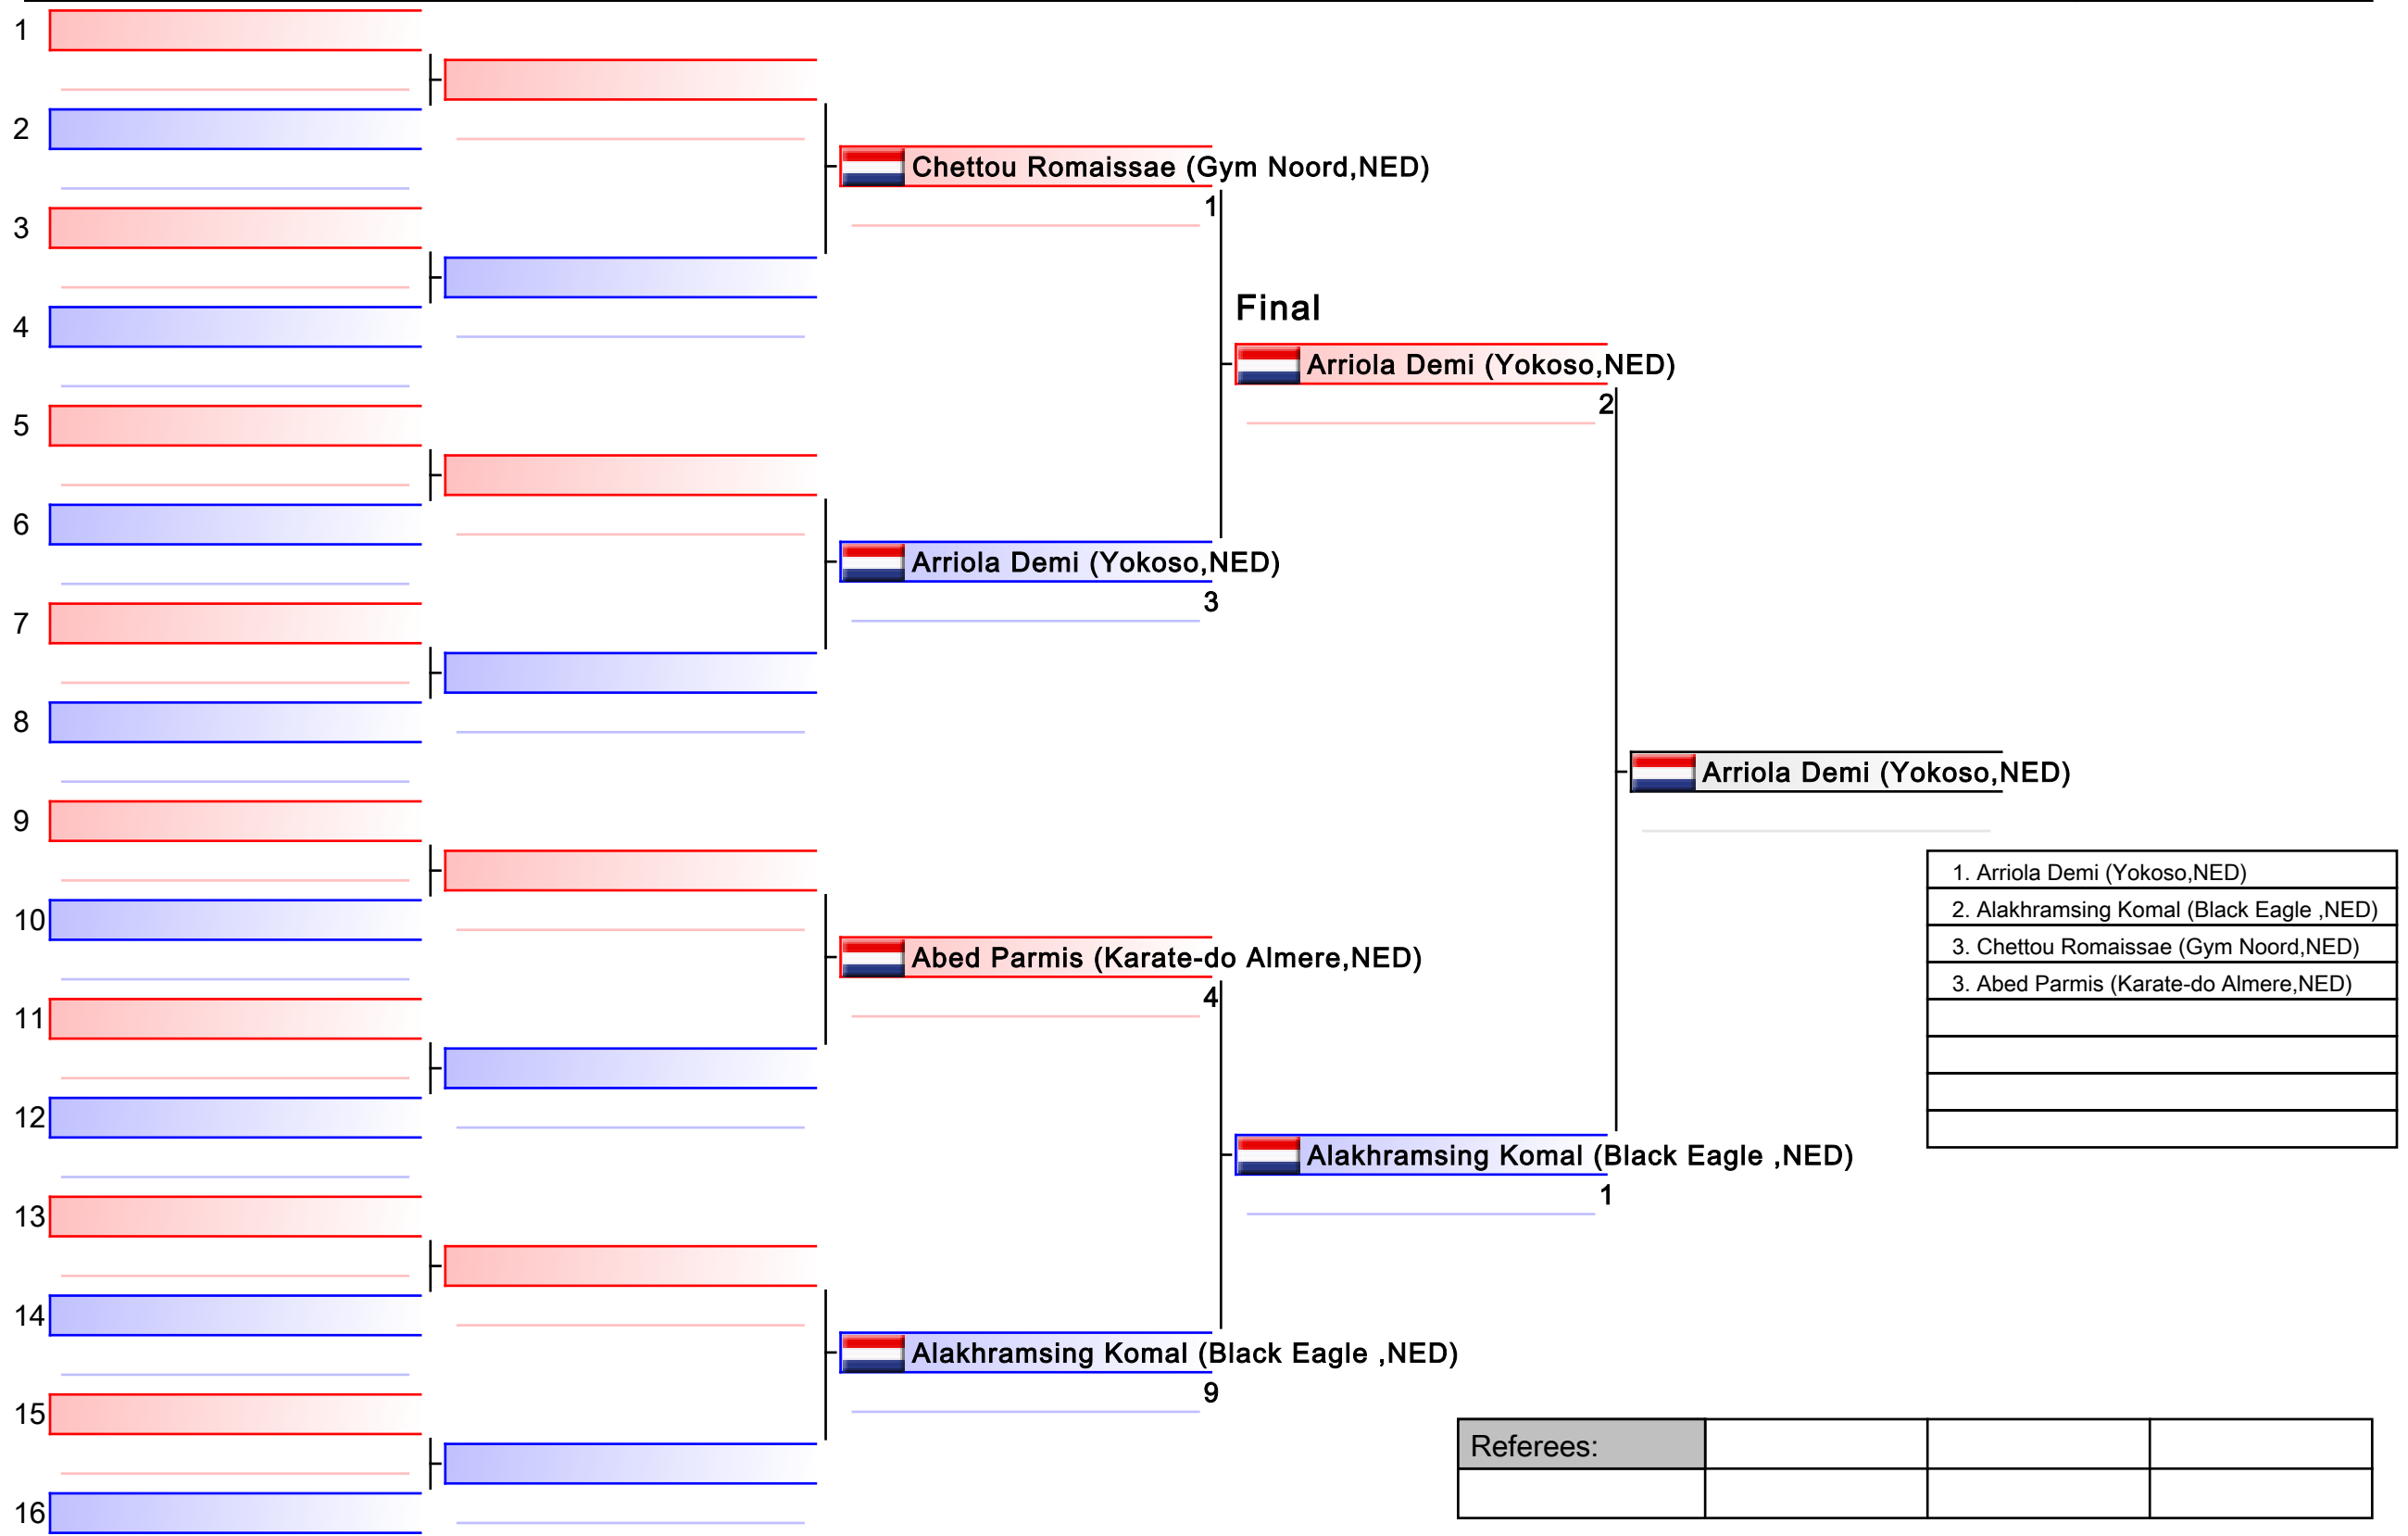 1
2
Chettou Romaissae (Gym Noord,NED)
1
3
Final
4
Arriola Demi (Yokoso,NED)
2
5
6
Arriola Demi (Yokoso,NED)
3
7
8
Arriola Demi (Yokoso,NED)
9
1. Arriola Demi (Yokoso,NED)
2. Alakhramsing Komal (Black Eagle ,NED)
3. Chettou Romaissae (Gym Noord,NED)
3. Abed Parmis (Karate-do Almere,NED)
10
Abed Parmis (Karate-do Almere,NED)
4
11
12
Alakhramsing Komal (Black Eagle ,NED)
1
13
14
Alakhramsing Komal (Black Eagle ,NED)
9
15
Referees:
16